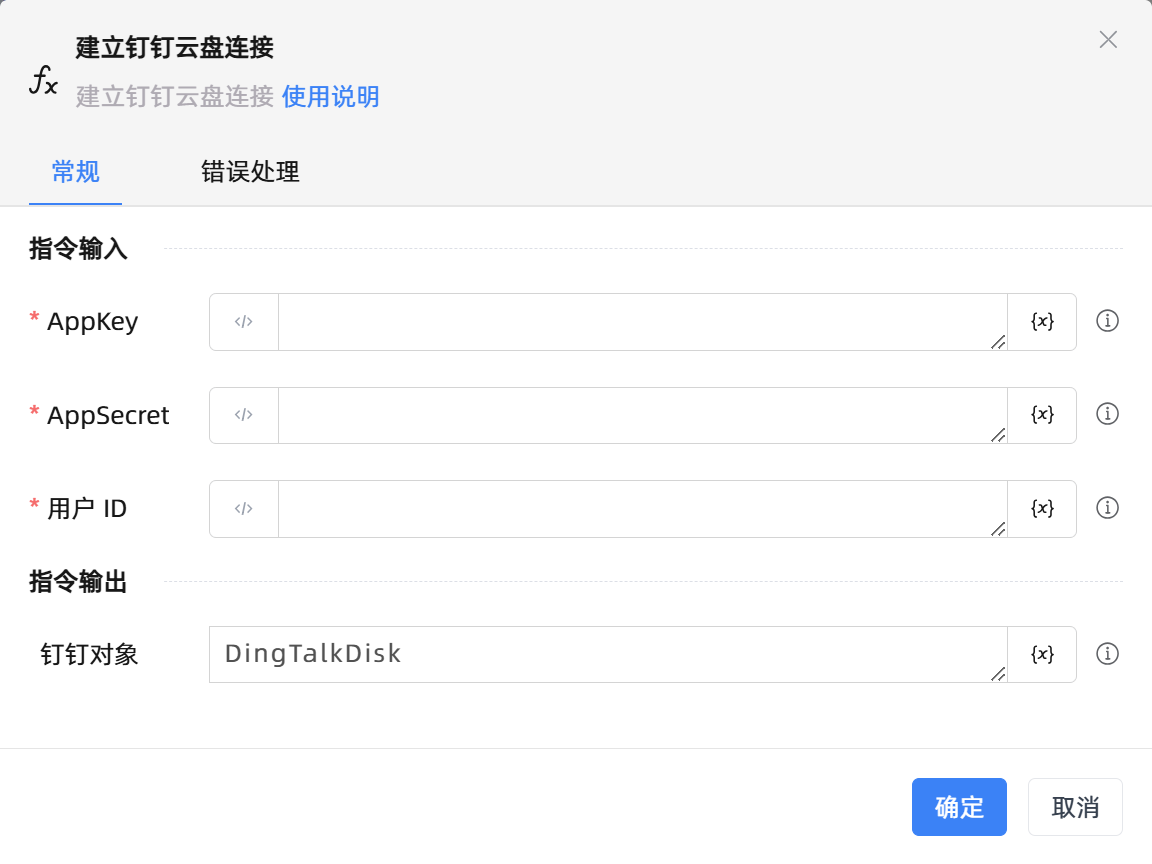 建立钉钉云盘连接
fx
建立钉钉云盘连接 使用说明
常规 错误处理
指令输入
* AppKey </> {x}
* AppSecret </> {x}
* 用户 ID </> {x}
指令输出
钉钉对象 DingTalkDisk {x}
确定 取消